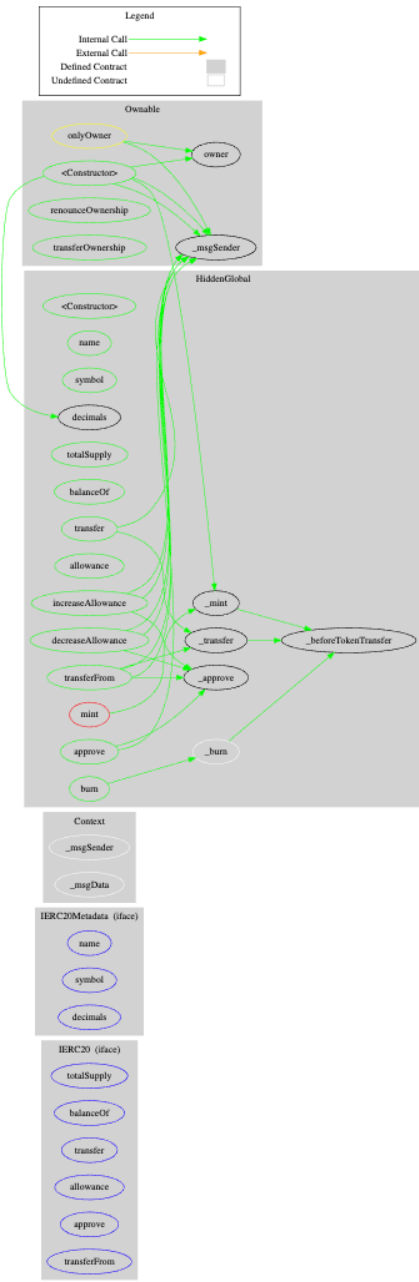 Legend
Internal Call
External Call
Defined Contract
Undefined Contract
Ownable
onlyOwner
owner
<Constructor>
renounceOwnership
transferOwnership
_msgSender
HiddenGlobal
<Constructor>
name
symbol
decimals
totalSupply
balanceOf
transfer
allowance
increaseAllowance
_mint
decreaseAllowance
_transfer
_beforeTokenTransfer
transferFrom
_approve
mint
approve
_burn
burn
Context
_msgSender
_msgData
IERC20Metadata (iface)
name
symbol
decimals
IERC20 (iface)
totalSupply
balanceOf
transfer
allowance
approve
transferFrom